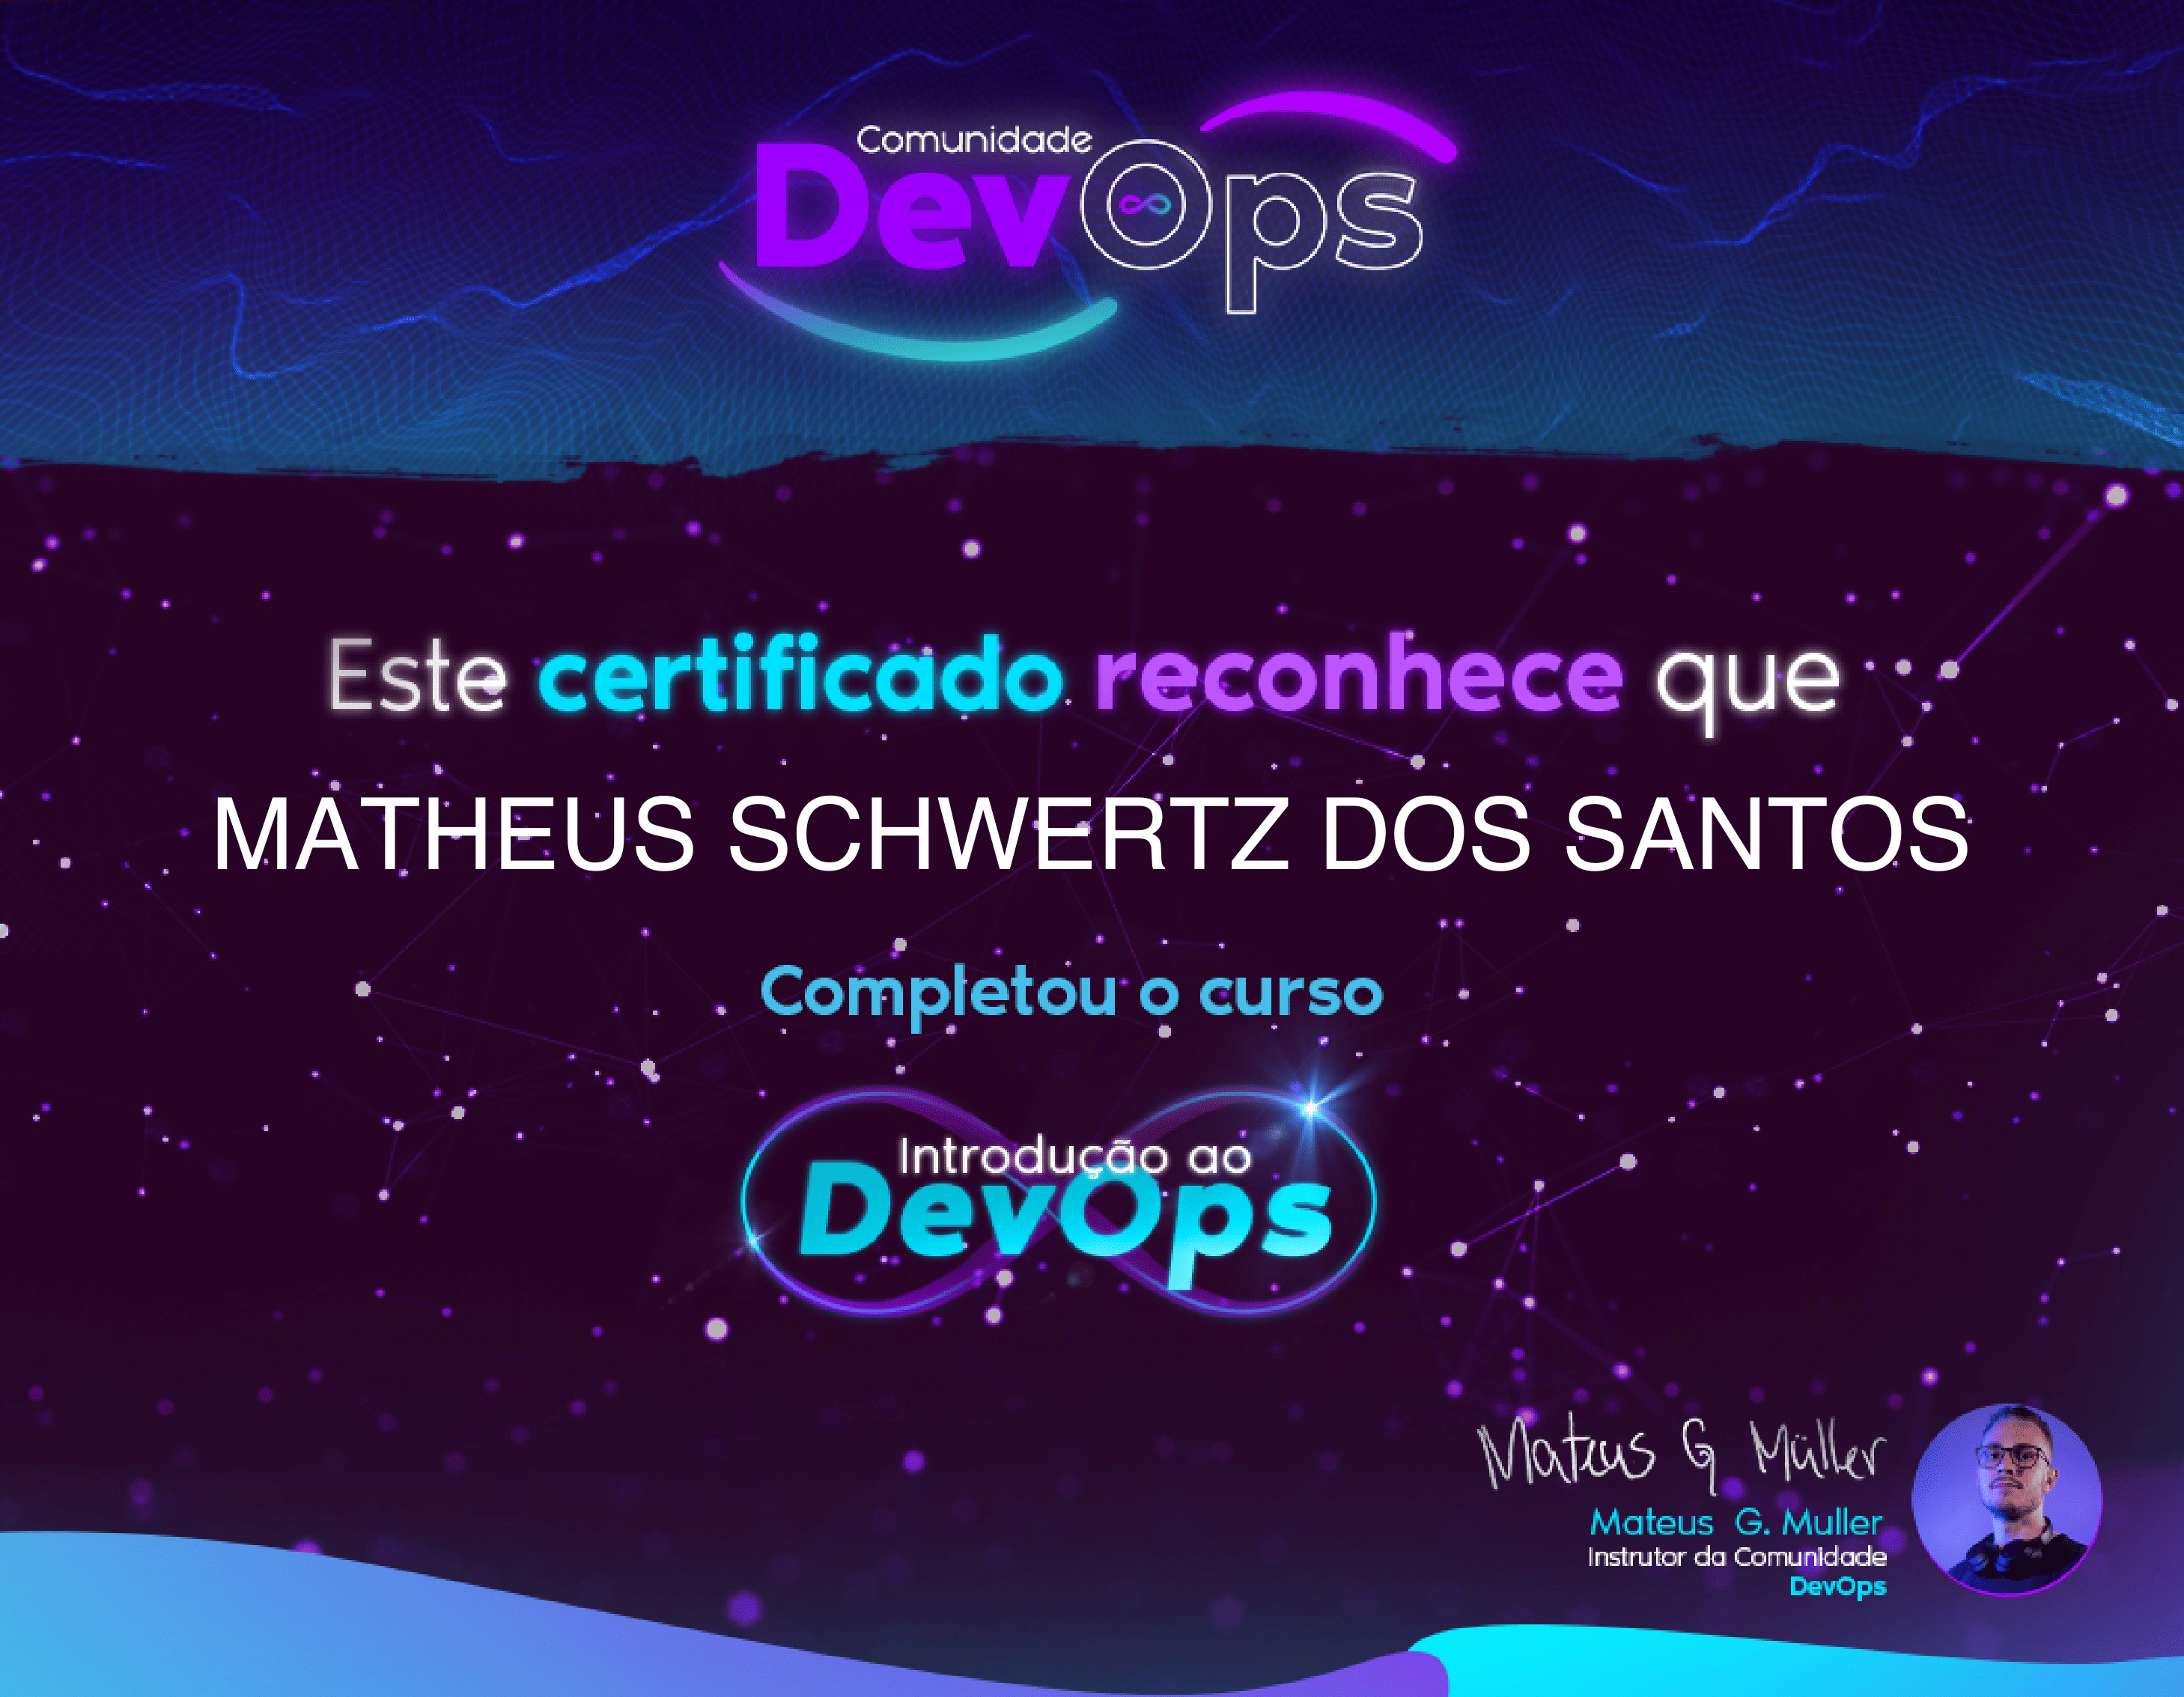 Comunidade
DevOps
Este certificado reconhece que
MATHEUS SCHWERTZ DOS SANTOS
Completou o curso
Introdução ao
DevOps
Mateus G Müller
Mateus G. Muller
Instrutor da Comunidade
DevOps